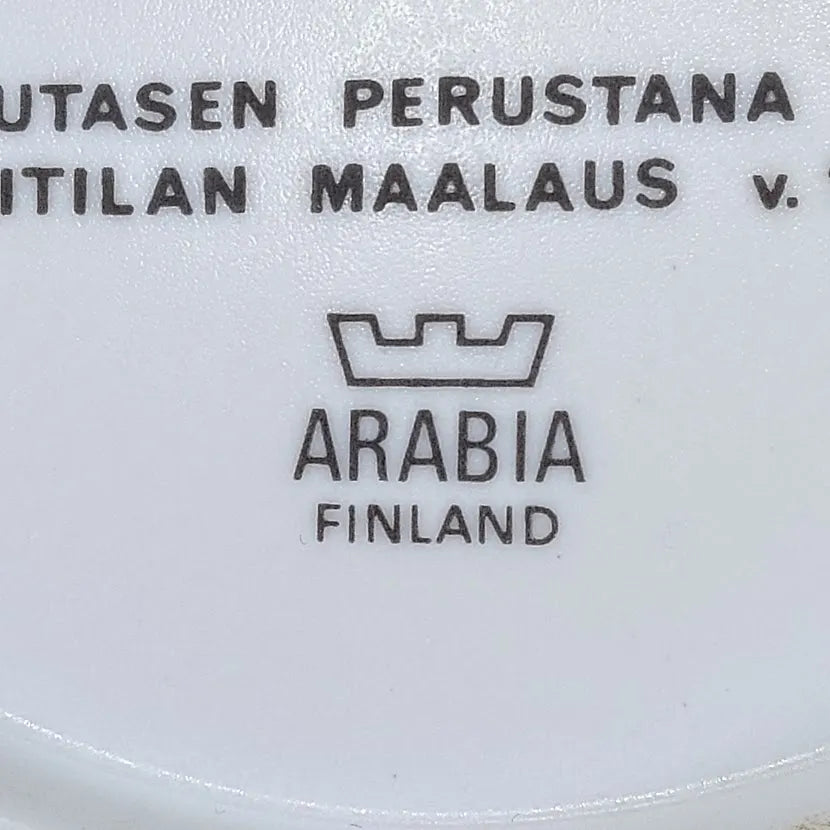 UTASEN PERUSTANA
ITILAN MAALAUS v.
ARABIA
FINLAND